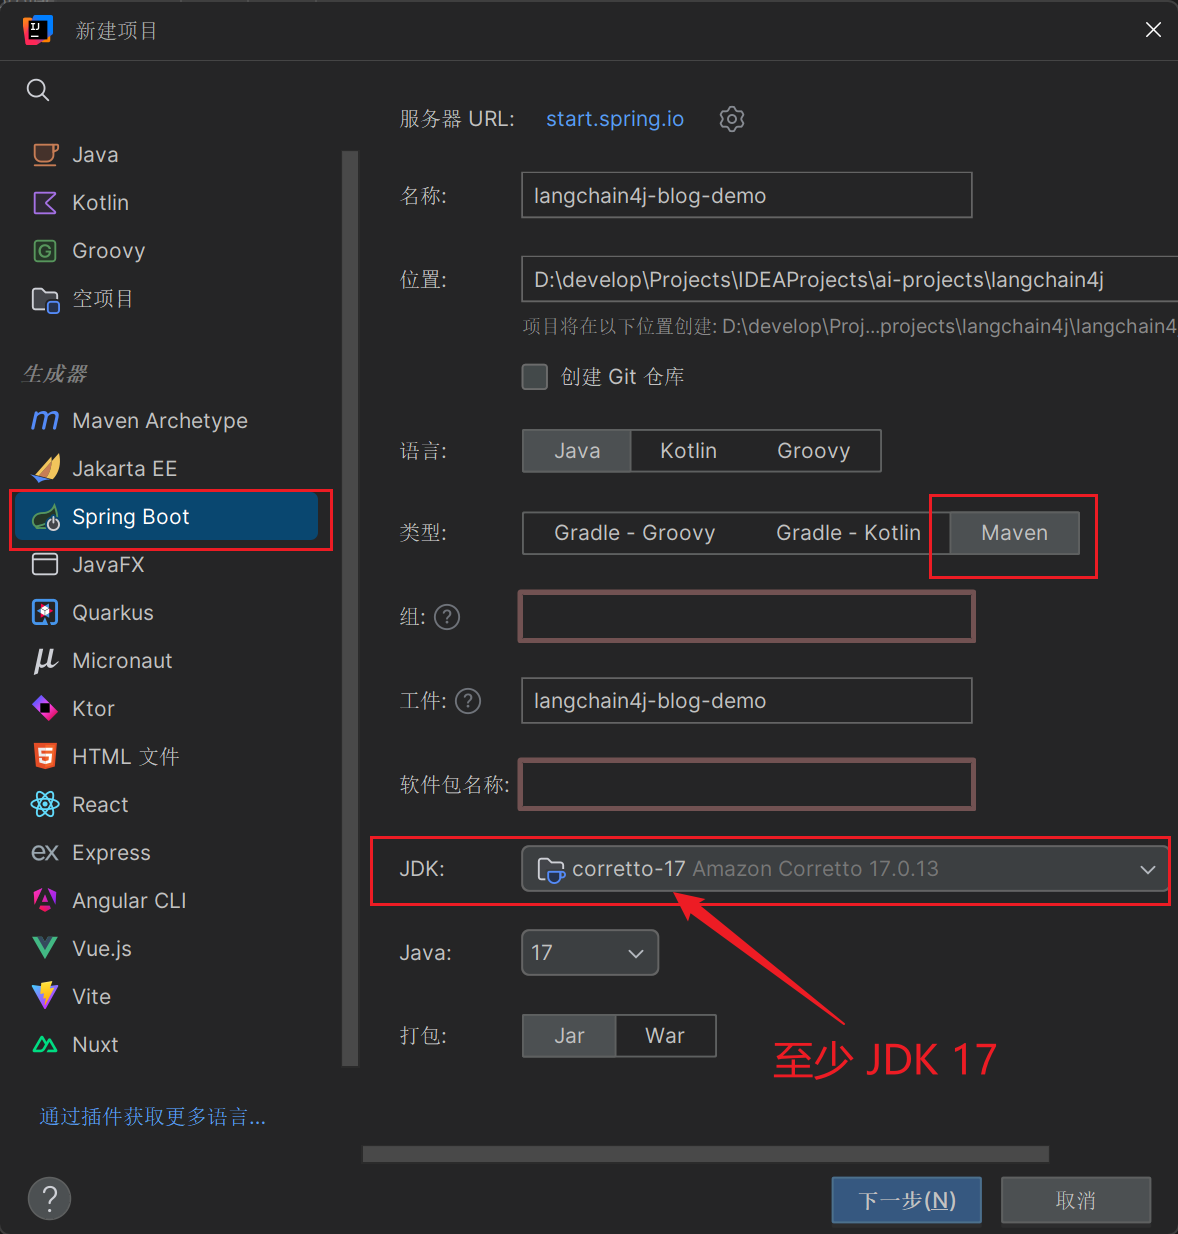 新建项目
Java
Kotlin
Groovy
空项目
生成器
Maven Archetype
Jakarta EE
Spring Boot
JavaFX
Quarkus
Micronaut
Ktor
HTML 文件
React
Express
Angular CLI
Vue.js
Vite
Nuxt
通过插件获取更多语言...
服务器 URL: start.spring.io
名称: langchain4j-blog-demo
位置: D:\develop\Projects\IDEAProjects\ai-projects\langchain4j
项目将在以下位置创建: D:\develop\Proj...projects\langchain4j\langchain4
创建 Git 仓库
语言: Java Kotlin Groovy
类型: Gradle - Groovy Gradle - Kotlin Maven
组: ?
工件: ? langchain4j-blog-demo
软件包名称:
JDK: corretto-17 Amazon Corretto 17.0.13
Java: 17
打包: Jar War
至少 JDK 17
? 下一步(N) 取消